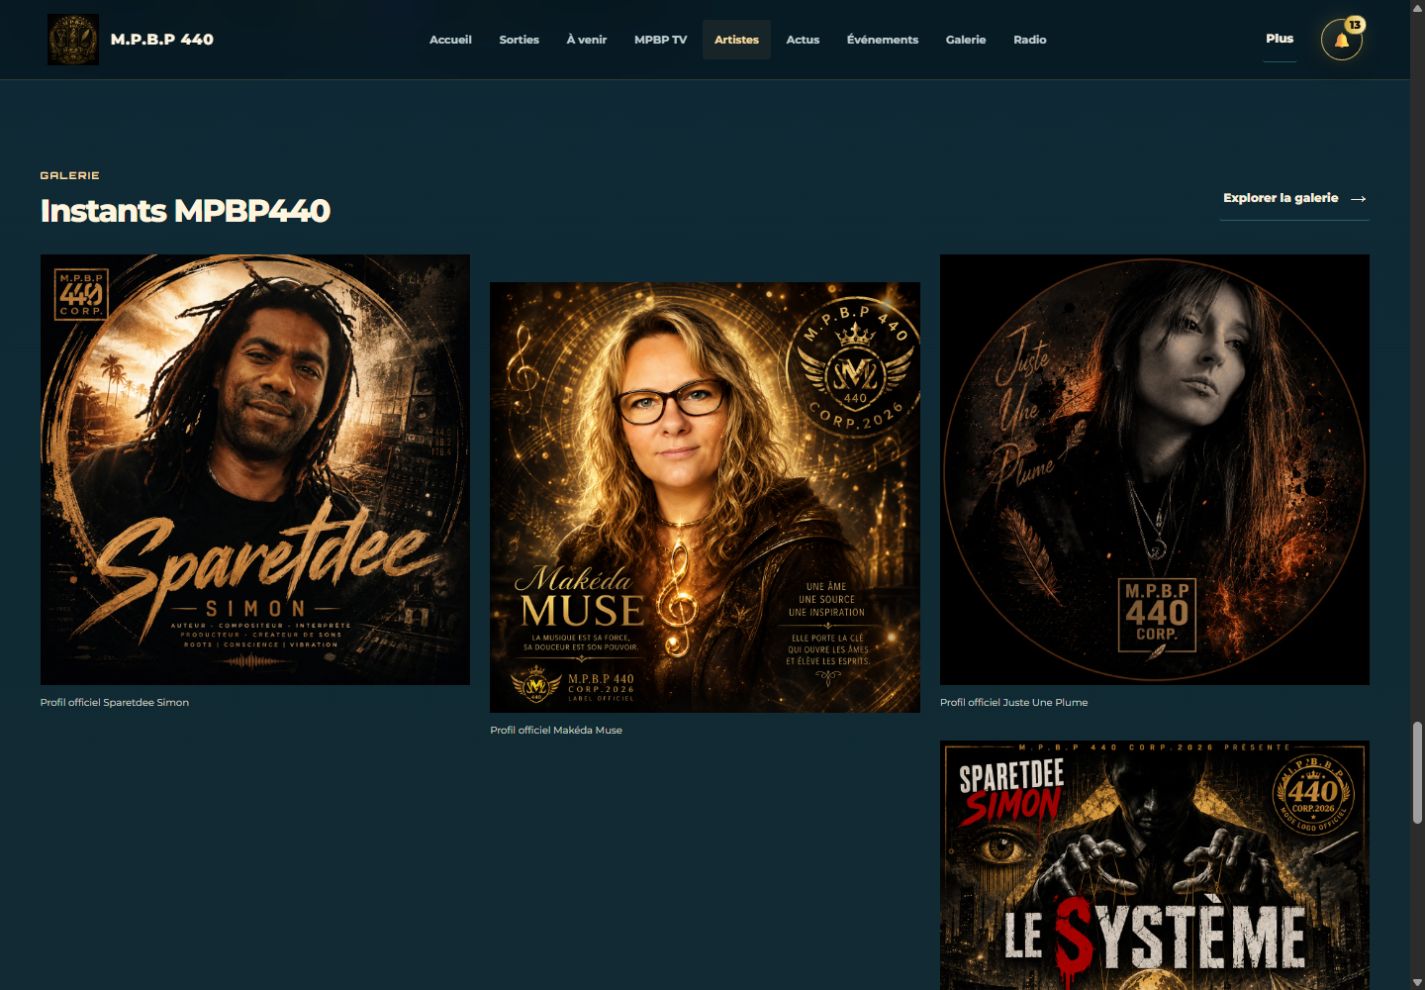 M.P.B.P 440
Accueil
Sorties
À venir
MPBP TV
Artistes
Actus
Événements
Galerie
Radio
Plus
13
GALERIE
Instants MPBP440
Explorer la galerie →
M.P.B.P
440
CORP.
Sparetdee
SIMON
AUTEUR - COMPOSITEUR - INTERPRÈTE
PRODUCTEUR - CRÉATEUR DE SONS
ROOTS | CONSCIENCE | VIBRATION
Profil officiel Sparetdee Simon
M.P.B.P 440
440
CORP.2026
Makéda
MUSE
LA MUSIQUE EST SA FORCE,
SA DOUCEUR EST SON POUVOIR.
M.P.B.P 440
CORP.2026
LABEL OFFICIEL
UNE ÂME
UNE SOURCE
UNE INSPIRATION
ELLE PORTE LA CLÉ
QUI OUVRE LES ÂMES
ET ÉLÈVE LES ESPRITS.
Profil officiel Makéda Muse
Juste
Une
Plume
M.P.B.P
440
CORP.
Profil officiel Juste Une Plume
M.P.B.P 440 CORP.2026 PRÉSENTE
SPARETDEE
SIMON
440
CORP.2026
LE SYSTÈME